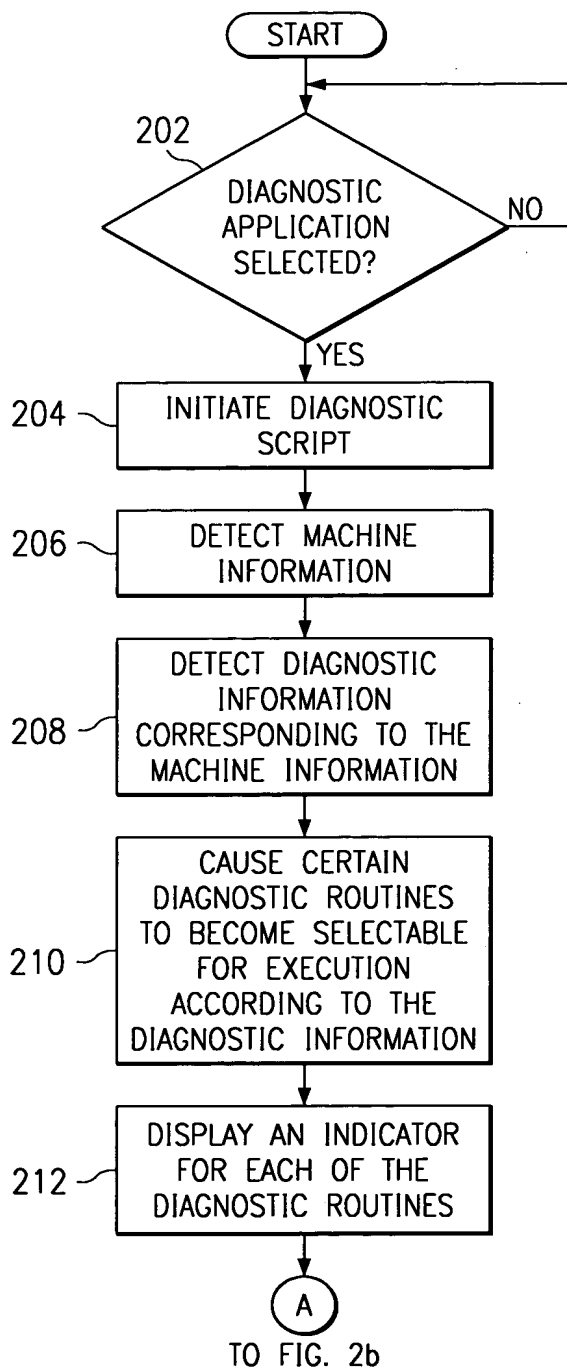 START
202
DIAGNOSTIC
APPLICATION
SELECTED?
NO
YES
204
INITIATE DIAGNOSTIC
SCRIPT
206
DETECT MACHINE
INFORMATION
208
DETECT DIAGNOSTIC
INFORMATION
CORRESPONDING TO THE
MACHINE INFORMATION
210
CAUSE CERTAIN
DIAGNOSTIC ROUTINES
TO BECOME SELECTABLE
FOR EXECUTION
ACCORDING TO THE
DIAGNOSTIC INFORMATION
212
DISPLAY AN INDICATOR
FOR EACH OF THE
DIAGNOSTIC ROUTINES
A
TO FIG. 2b